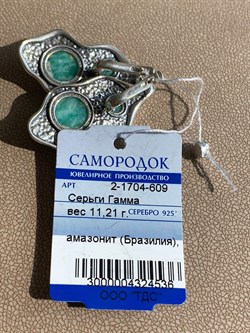 САМОРОДОК
ЮВЕЛИРНОЕ ПРОИЗВОДСТВО
АРТ 2-1704-609
Серьги Гамма
вес 11,21 г. СЕРЕБРО 925°
амазонит (Бразилия),
3000004324536
ООО "ТДС"